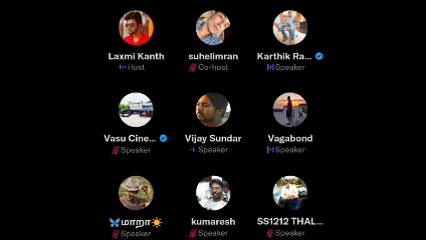 Laxmi Kanth suhelimran Karthik Ra...
Host Co-host Speaker
Vasu Cine... Vijay Sundar Vagabond
Speaker Speaker Speaker
🦋மாறா☀️ kumaresh SS1212 THAL...
Speaker Speaker Speaker